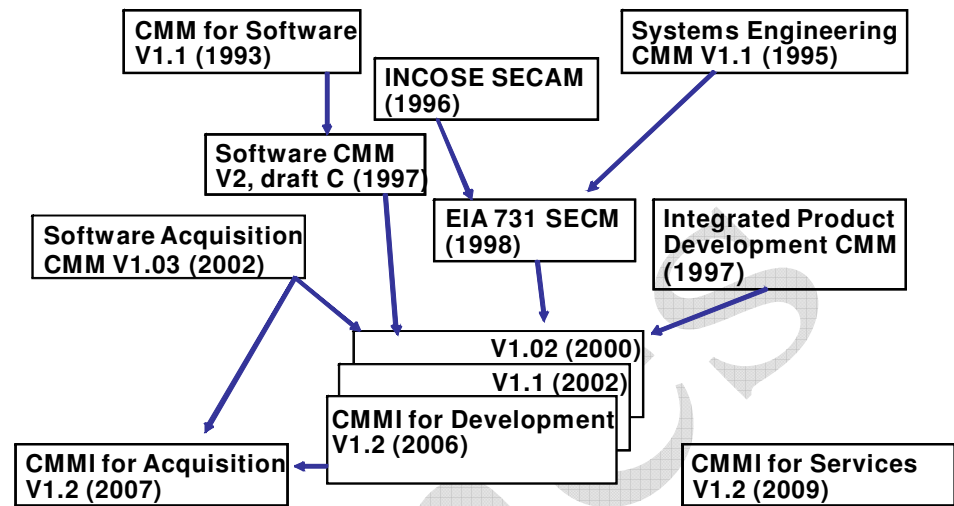 CMM for Software
V1.1 (1993)
Systems Engineering
CMM V1.1 (1995)
INCOSE SECAM
(1996)
Software CMM
V2, draft C (1997)
EIA 731 SECM
(1998)
Integrated Product
Development CMM
(1997)
Software Acquisition
CMM V1.03 (2002)
V1.02 (2000)
V1.1 (2002)
CMMI for Development
V1.2 (2006)
CMMI for Acquisition
V1.2 (2007)
CMMI for Services
V1.2 (2009)